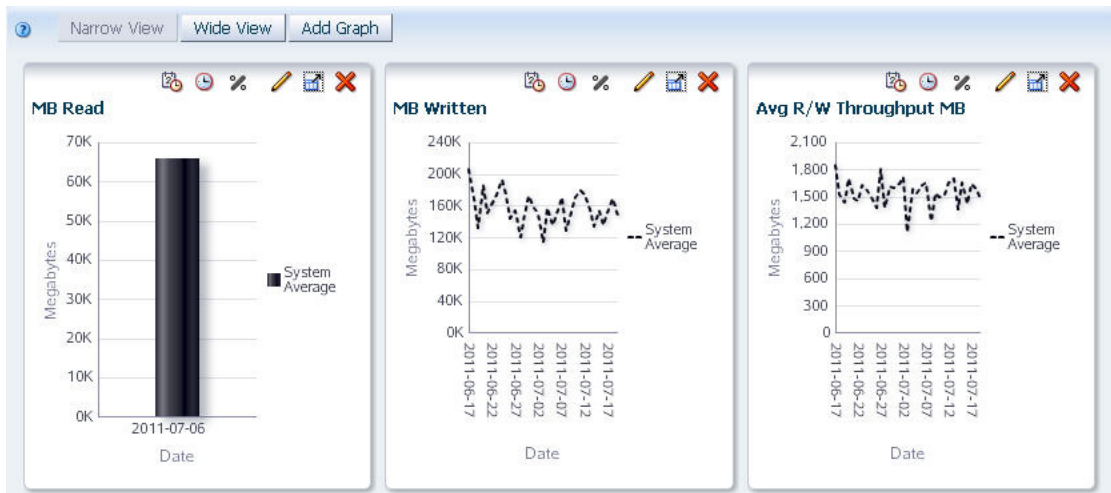 Narrow View Wide View Add Graph
MB Read
70K
60K
50K
40K
30K
20K
10K
0K
Megabytes
2011-07-06
Date
System
Average
MB Written
240K
200K
160K
120K
80K
40K
0K
Megabytes
2011-06-17
2011-06-22
2011-06-27
2011-07-02
2011-07-07
2011-07-12
2011-07-17
Date
System
Average
Avg R/W Throughput MB
2,100
1,800
1,500
1,200
900
600
300
0
Megabytes
2011-06-17
2011-06-22
2011-06-27
2011-07-02
2011-07-07
2011-07-12
2011-07-17
Date
System
Average